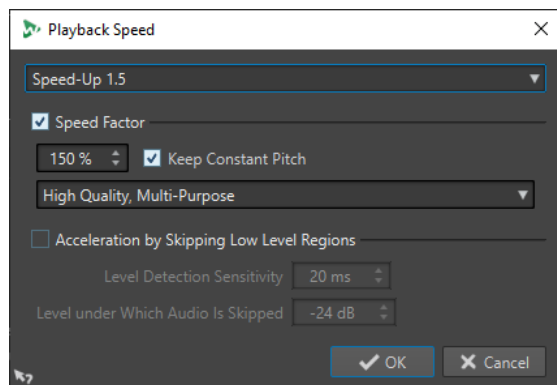 Playback Speed
Speed-Up 1.5
Speed Factor
150 % Keep Constant Pitch
High Quality, Multi-Purpose
Acceleration by Skipping Low Level Regions
Level Detection Sensitivity 20 ms
Level under Which Audio Is Skipped -24 dB
OK Cancel